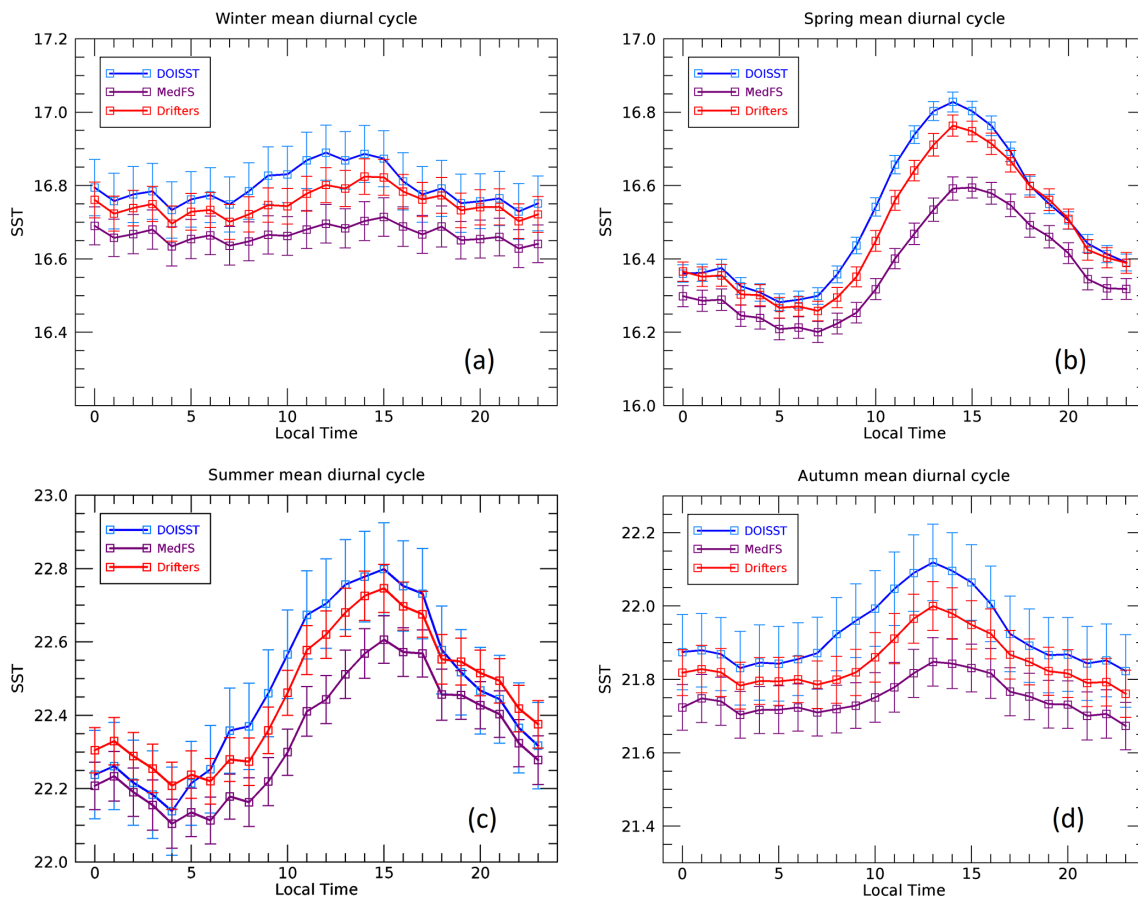 Winter mean diurnal cycle
17.2
17.0
16.8
16.6
16.4
SST
DOISST
MedFS
Drifters
(a)
0 5 10 15 20
Local Time
Spring mean diurnal cycle
17.0
16.8
16.6
16.4
16.2
16.0
SST
DOISST
MedFS
Drifters
(b)
0 5 10 15 20
Local Time
Summer mean diurnal cycle
23.0
22.8
22.6
22.4
22.2
22.0
SST
DOISST
MedFS
Drifters
(c)
0 5 10 15 20
Local Time
Autumn mean diurnal cycle
22.2
22.0
21.8
21.6
21.4
SST
DOISST
MedFS
Drifters
(d)
0 5 10 15 20
Local Time